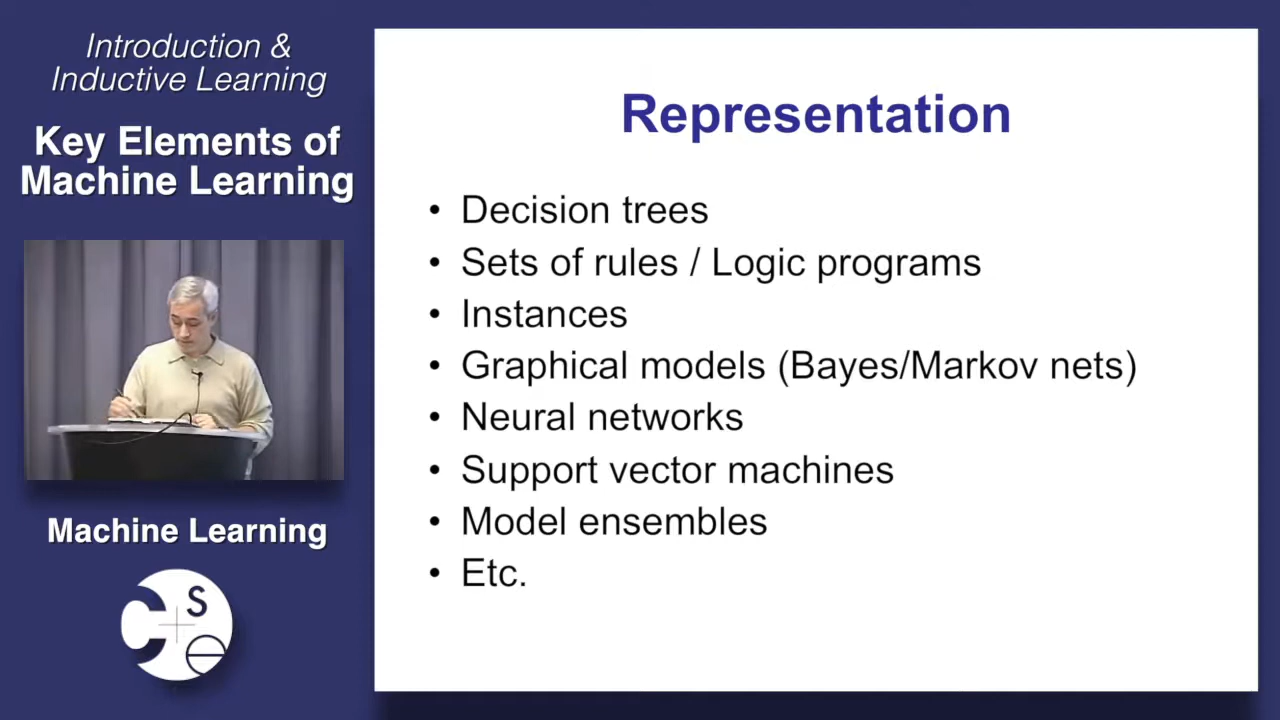 Introduction &
Inductive Learning
Key Elements of
Machine Learning
Machine Learning
CSe
Representation
• Decision trees
• Sets of rules / Logic programs
• Instances
• Graphical models (Bayes/Markov nets)
• Neural networks
• Support vector machines
• Model ensembles
• Etc.